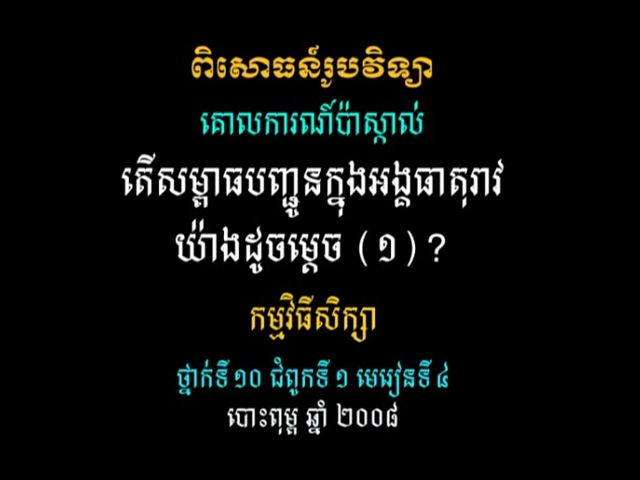 ពិសោធន៍រូបវិទ្យា
គោលការណ៍ប៉ាស្កាល់
តើសម្ពាធបញ្ជូនក្នុងអង្គធាតុរាវ
យ៉ាងដូចម្តេច (១)?
កម្មវិធីសិក្សា
ថ្នាក់ទី១០ ជំពូកទី១ មេរៀនទី៤
បោះពុម្ព ឆ្នាំ ២០០៨